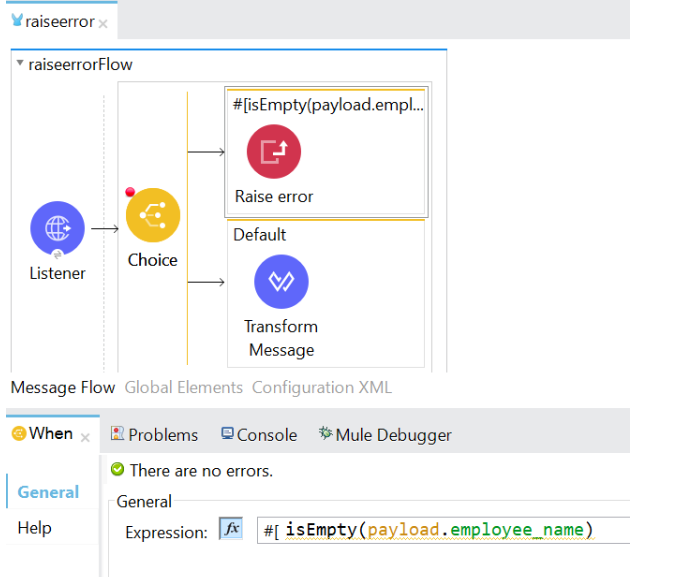 raiseerror
raiseerrorFlow
#[isEmpty(payload.empl...
Raise error
Listener
Choice
Default
Transform
Message
Message Flow Global Elements Configuration XML
When Problems Console Mule Debugger
There are no errors.
General
General
Help
Expression: fx #[ isEmpty(payload.employee_name)